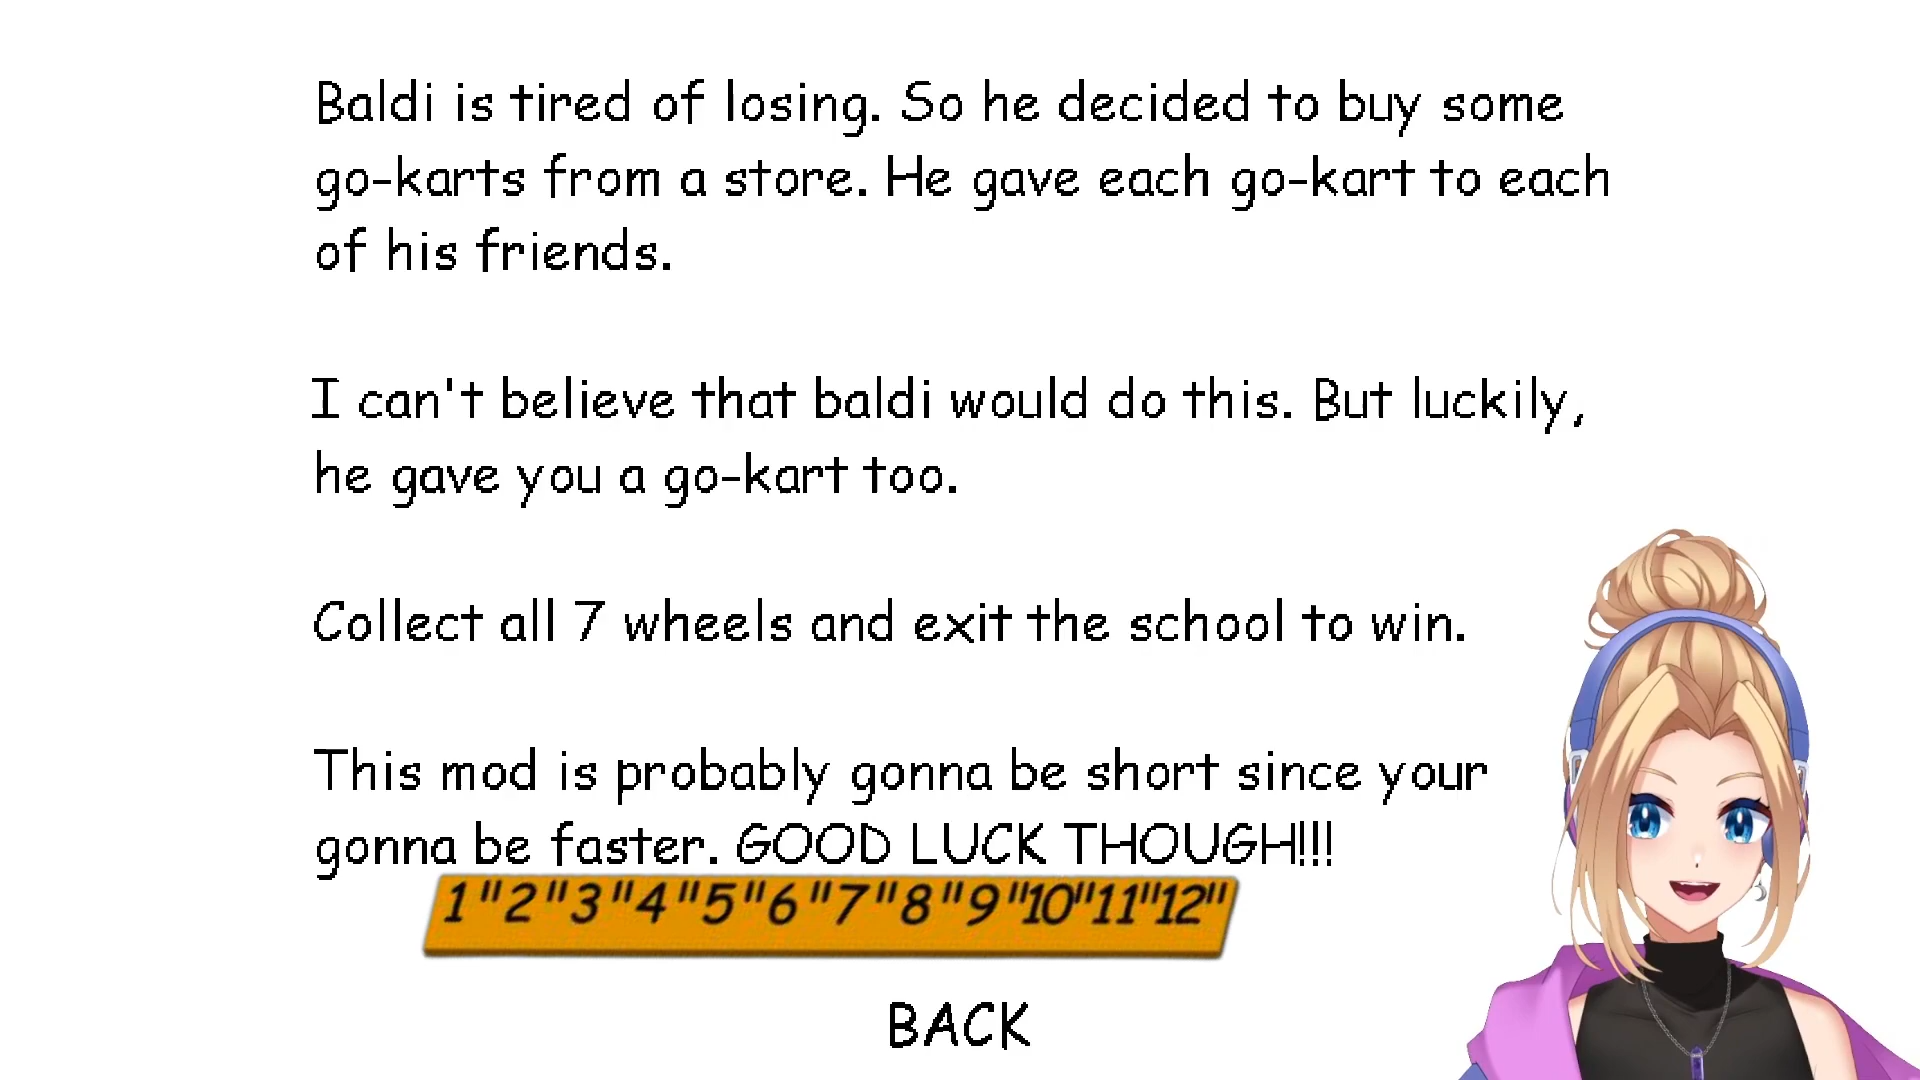 Baldi is tired of losing. So he decided to buy some
go-karts from a store. He gave each go-kart to each
of his friends.
I can't believe that baldi would do this. But luckily,
he gave you a go-kart too.
Collect all 7 wheels and exit the school to win.
This mod is probably gonna be short since your
gonna be faster. GOOD LUCK THOUGH!!!
1"2"3"4"5"6"7"8"9"10"11"12"
BACK